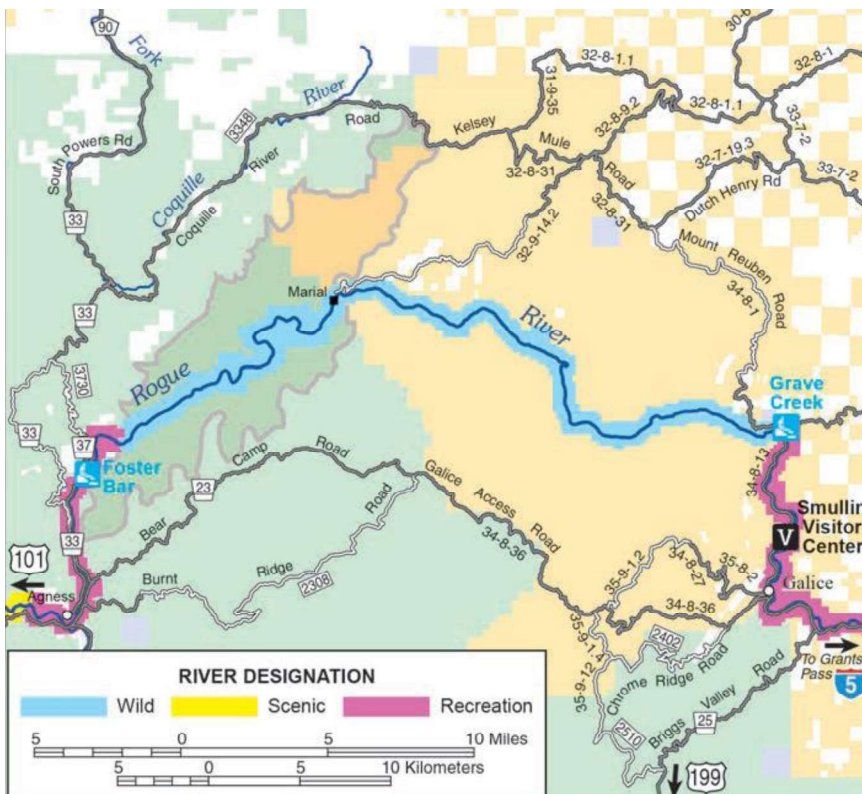 90
Fork
30-6
32-8-1.1
32-8-1
31-9-35
River
3348
Road
32-8-9.2
32-8-1.1
Kelsey
33-7-2
South Powers Rd
Mule
32-8-31
32-7-19.3
33-7-2
River
Coquille
Coquille
Road
32-8-31
Dutch Henry Rd
33
32-9-14.2
Mount Reuben
34-8-1
Road
Marial
33
River
Rogue
3730
Grave
Creek
33
37
Foster
Bar
34-8-13
Camp
Road
23
Bear
Galice
Access
Road
34-8-36
Smullin
Visitor
Center
V
33
Road
101
Burnt
Ridge
2308
35-9-1.2
34-8-27
35-8-2
Agness
Galice
34-8-36
35-9-1.4
2402
Chrome Ridge Road
35-9-12
To Grants
Pass
5
Briggs Valley Road
25
2510
199
RIVER DESIGNATION
Wild
Scenic
Recreation
5 0 5 10 Miles
5 0 5 10 Kilometers